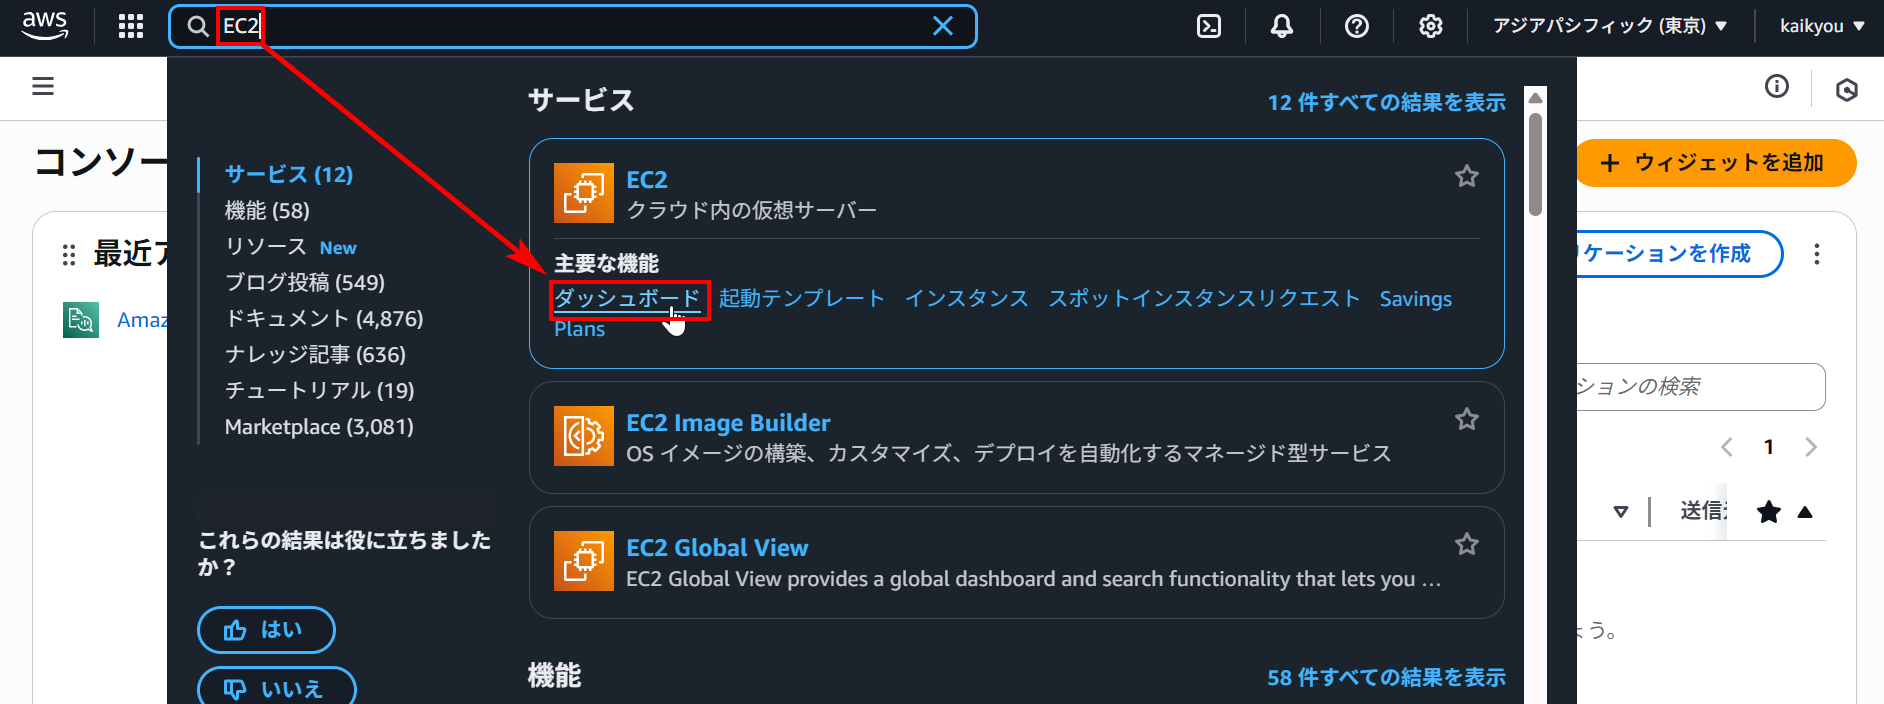 aws
EC2
アジアパシフィック (東京) ▼
kaikyou ▼
コンソー
サービス
12 件すべての結果を表示
+ ウィジェットを追加
サービス (12)
機能 (58)
リソース New
ブログ投稿 (549)
ドキュメント (4,876)
ナレッジ記事 (636)
チュートリアル (19)
Marketplace (3,081)
これらの結果は役に立ちました
か？
はい
いいえ
EC2
クラウド内の仮想サーバー
主要な機能
ダッシュボード 起動テンプレート インスタンス スポットインスタンスリクエスト Savings
Plans
EC2 Image Builder
OS イメージの構築、カスタマイズ、デプロイを自動化するマネージド型サービス
EC2 Global View
EC2 Global View provides a global dashboard and search functionality that lets you ...
機能
58 件すべての結果を表示
最近
Amaz
リケーションを作成
ションの検索
1
送信
ょう。